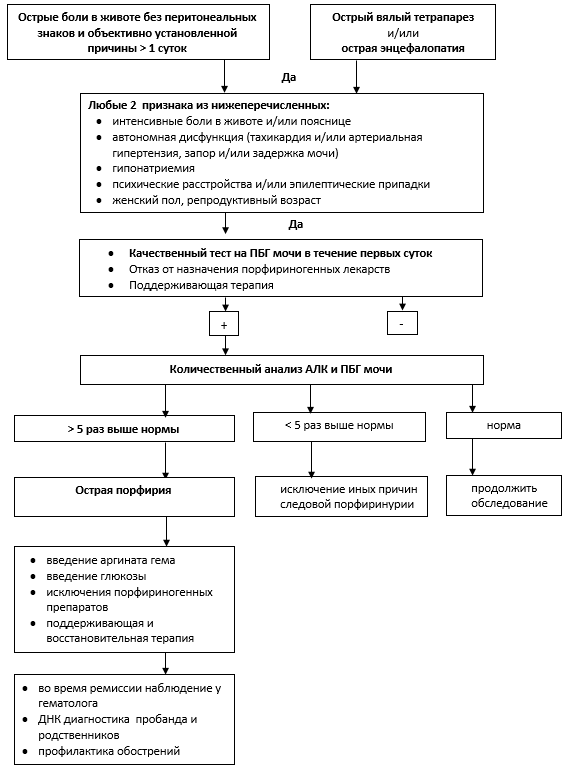 Острые боли в животе без перитонеальных
знаков и объективно установленной
причины > 1 суток
Острый вялый тетрапарез
и/или
острая энцефалопатия
Да
Любые 2 признака из нижеперечисленных:
• интенсивные боли в животе и/или пояснице
• автономная дисфункция (тахикардия и/или артериальная
гипертензия, запор и/или задержка мочи)
• гипонатриемия
• психические расстройства и/или эпилептические припадки
• женский пол, репродуктивный возраст
Да
• Качественный тест на ПБГ мочи в течение первых суток
• Отказ от назначения порфириногенных лекарств
• Поддерживающая терапия
+
-
Количественный анализ АЛК и ПБГ мочи
> 5 раз выше нормы
< 5 раз выше нормы
норма
Острая порфирия
исключение иных причин
следовой порфиринурии
продолжить
обследование
• введение аргината гема
• введение глюкозы
• исключения порфириногенных
препаратов
• поддерживающая и
восстановительная терапия
• во время ремиссии наблюдение у
гематолога
• ДНК диагностика пробанда и
родственников
• профилактика обострений